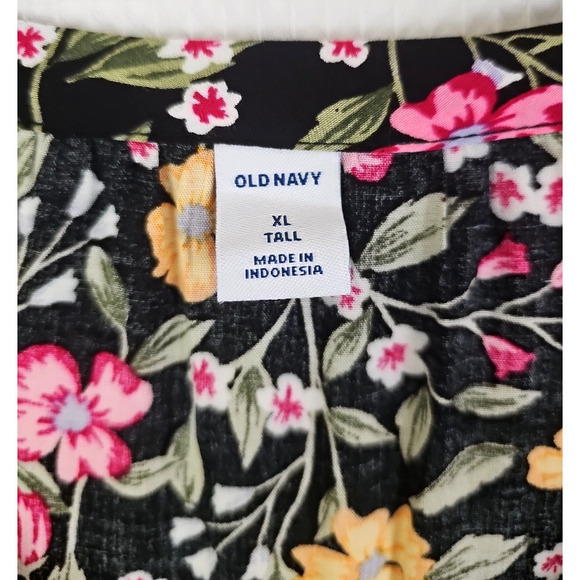 OLD NAVY
XL
TALL
MADE IN
INDONESIA